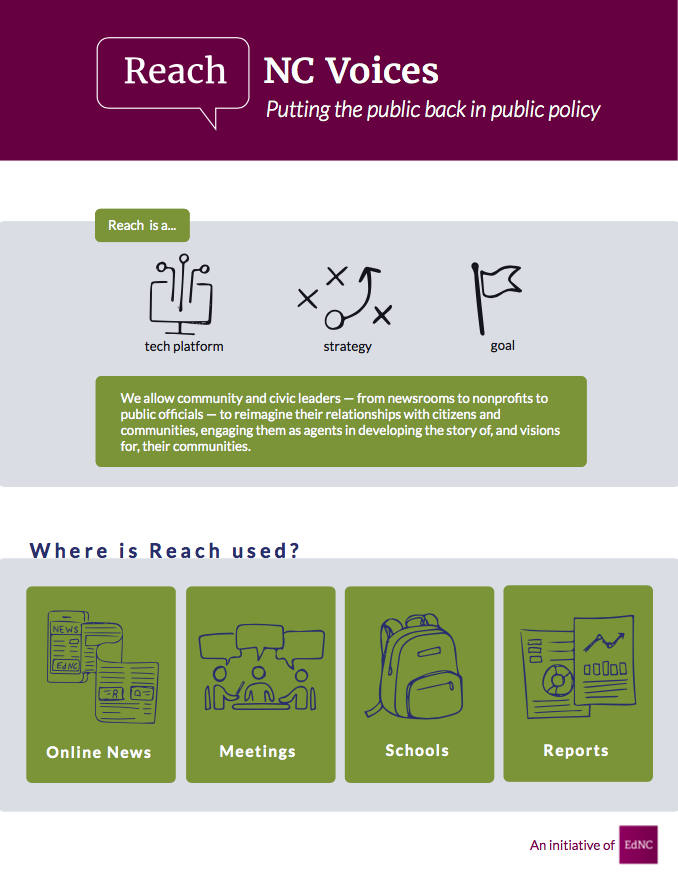 Reach NC Voices
Putting the public back in public policy
Reach is a...
tech platform
strategy
goal
We allow community and civic leaders — from newsrooms to nonprofits to
public officials — to reimagine their relationships with citizens and
communities, engaging them as agents in developing the story of, and visions
for, their communities.
Where is Reach used?
NEWS
EdNC
R
Online News
Meetings
Schools
Reports
An initiative of EdNC